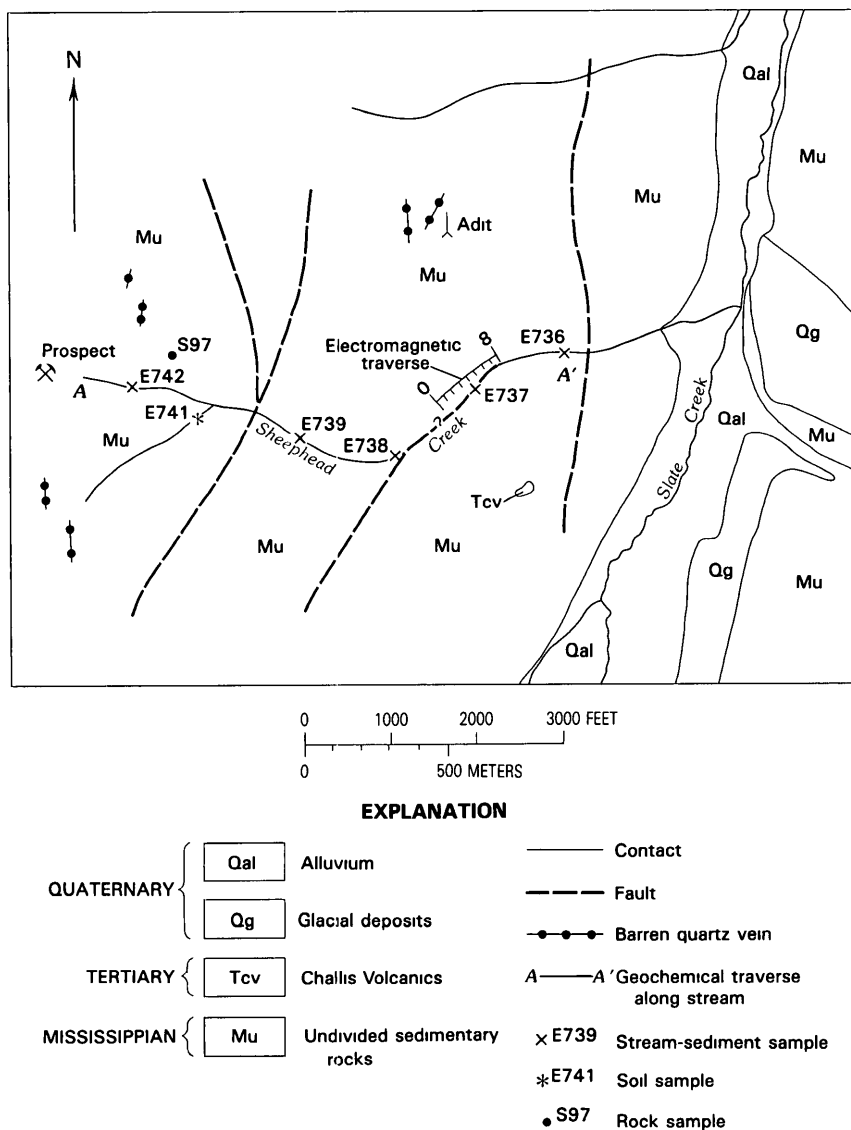 N
Qal
Mu
Mu
Adit
Mu
Mu
S97
Prospect
A
E742
E741
Electromagnetic
traverse
0
8
E736
A'
E737
Qg
Mu
E739
Sheephead
E738
?
Creek
Slate Creek
Qal
Mu
Tcv
Mu
Mu
Qg
Mu
Qal
0 1000 2000 3000 FEET
0 500 METERS
EXPLANATION
QUATERNARY
Qal Alluvium
Qg Glacial deposits
TERTIARY
Tcv Challis Volcanics
MISSISSIPPIAN
Mu Undivided sedimentary
rocks
Contact
Fault
Barren quartz vein
A A' Geochemical traverse
along stream
E739 Stream-sediment sample
E741 Soil sample
S97 Rock sample